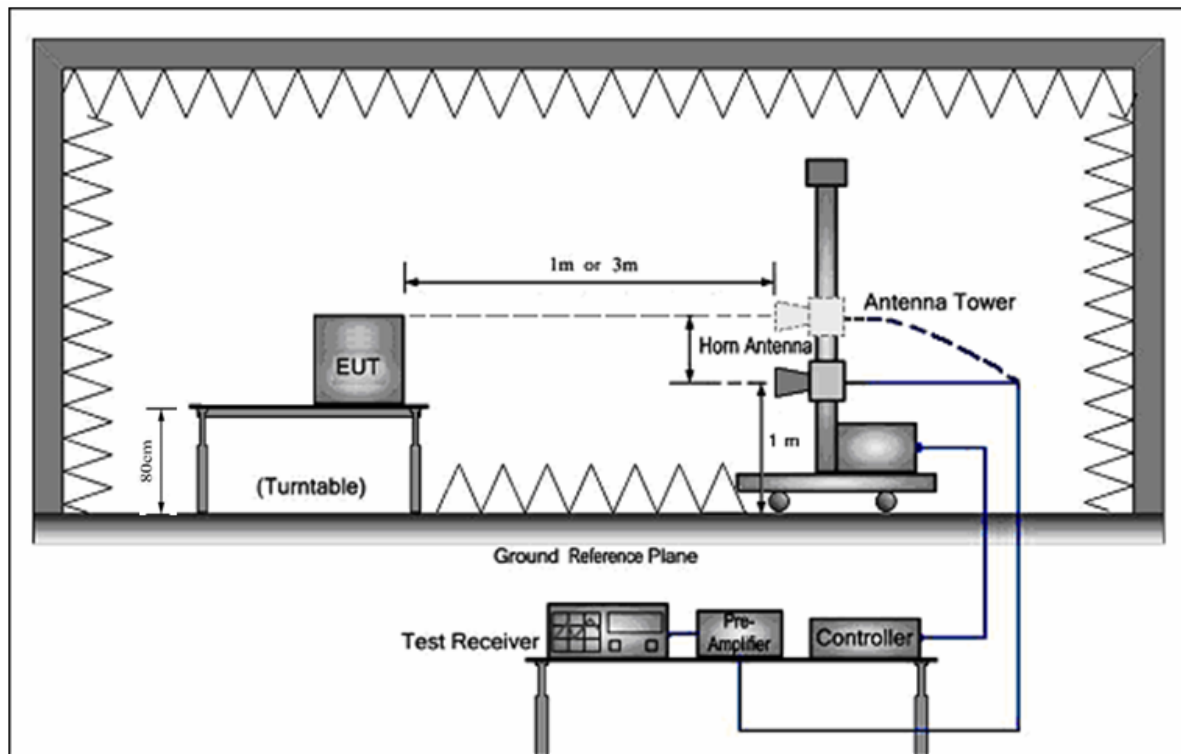 1m or 3m
Antenna Tower
Horn Antenna
EUT
1 m
80cm
(Turntable)
Ground Reference Plane
Test Receiver
Pre-
Amplifier
Controller